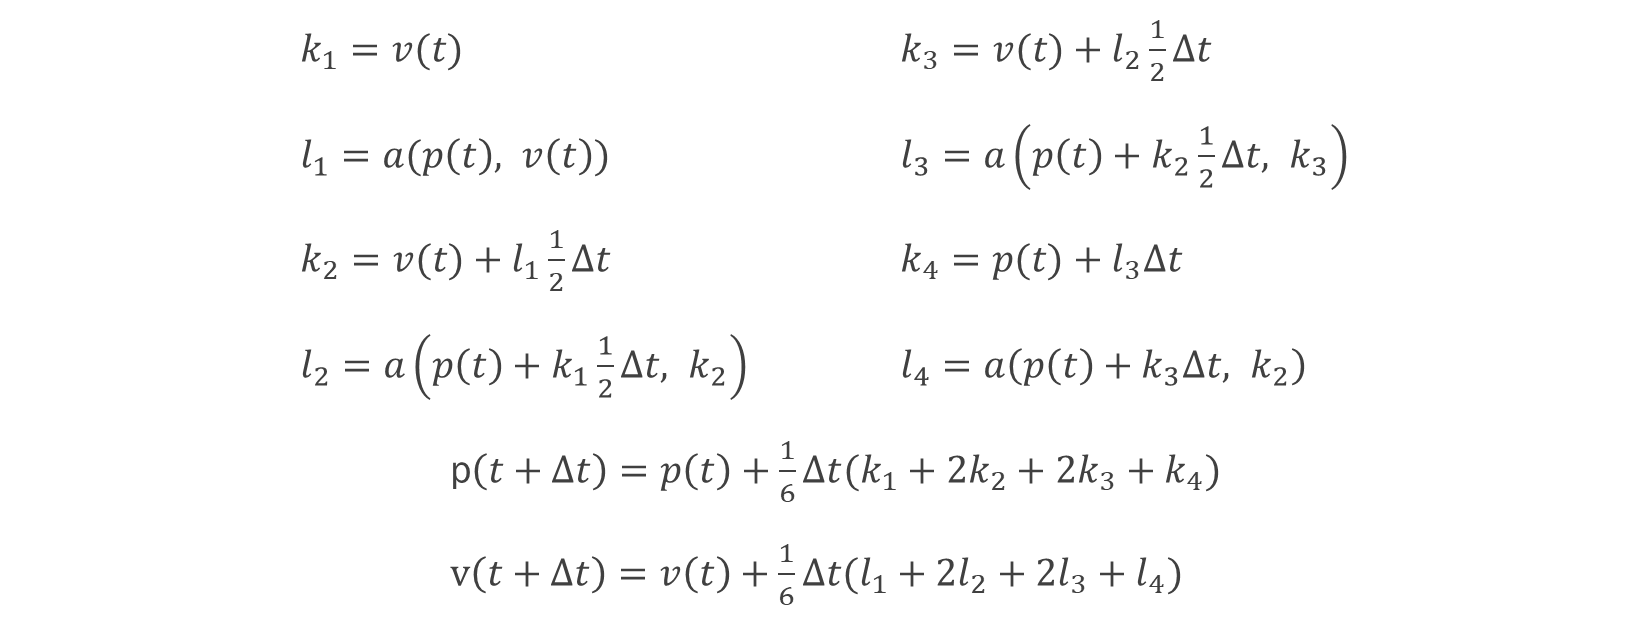 k₁ = v(t)
l₁ = a(p(t), v(t))
k₂ = v(t) + l₁ ½ Δt
l₂ = a(p(t) + k₁ ½ Δt, k₂)
k₃ = v(t) + l₂ ½ Δt
l₃ = a(p(t) + k₂ ½ Δt, k₃)
k₄ = p(t) + l₃Δt
l₄ = a(p(t) + k₃Δt, k₂)
p(t + Δt) = p(t) + ⅙ Δt(k₁ + 2k₂ + 2k₃ + k₄)
v(t + Δt) = v(t) + ⅙ Δt(l₁ + 2l₂ + 2l₃ + l₄)